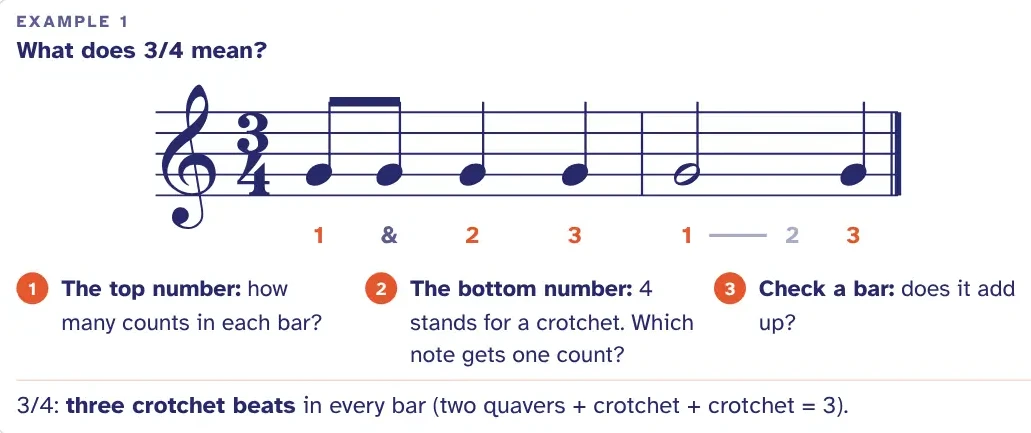 EXAMPLE 1
What does 3/4 mean?
3
4
1 & 2 3 1 2 3
1 The top number: how
many counts in each bar?
2 The bottom number: 4
stands for a crotchet. Which
note gets one count?
3 Check a bar: does it add
up?
3/4: three crotchet beats in every bar (two quavers + crotchet + crotchet = 3).